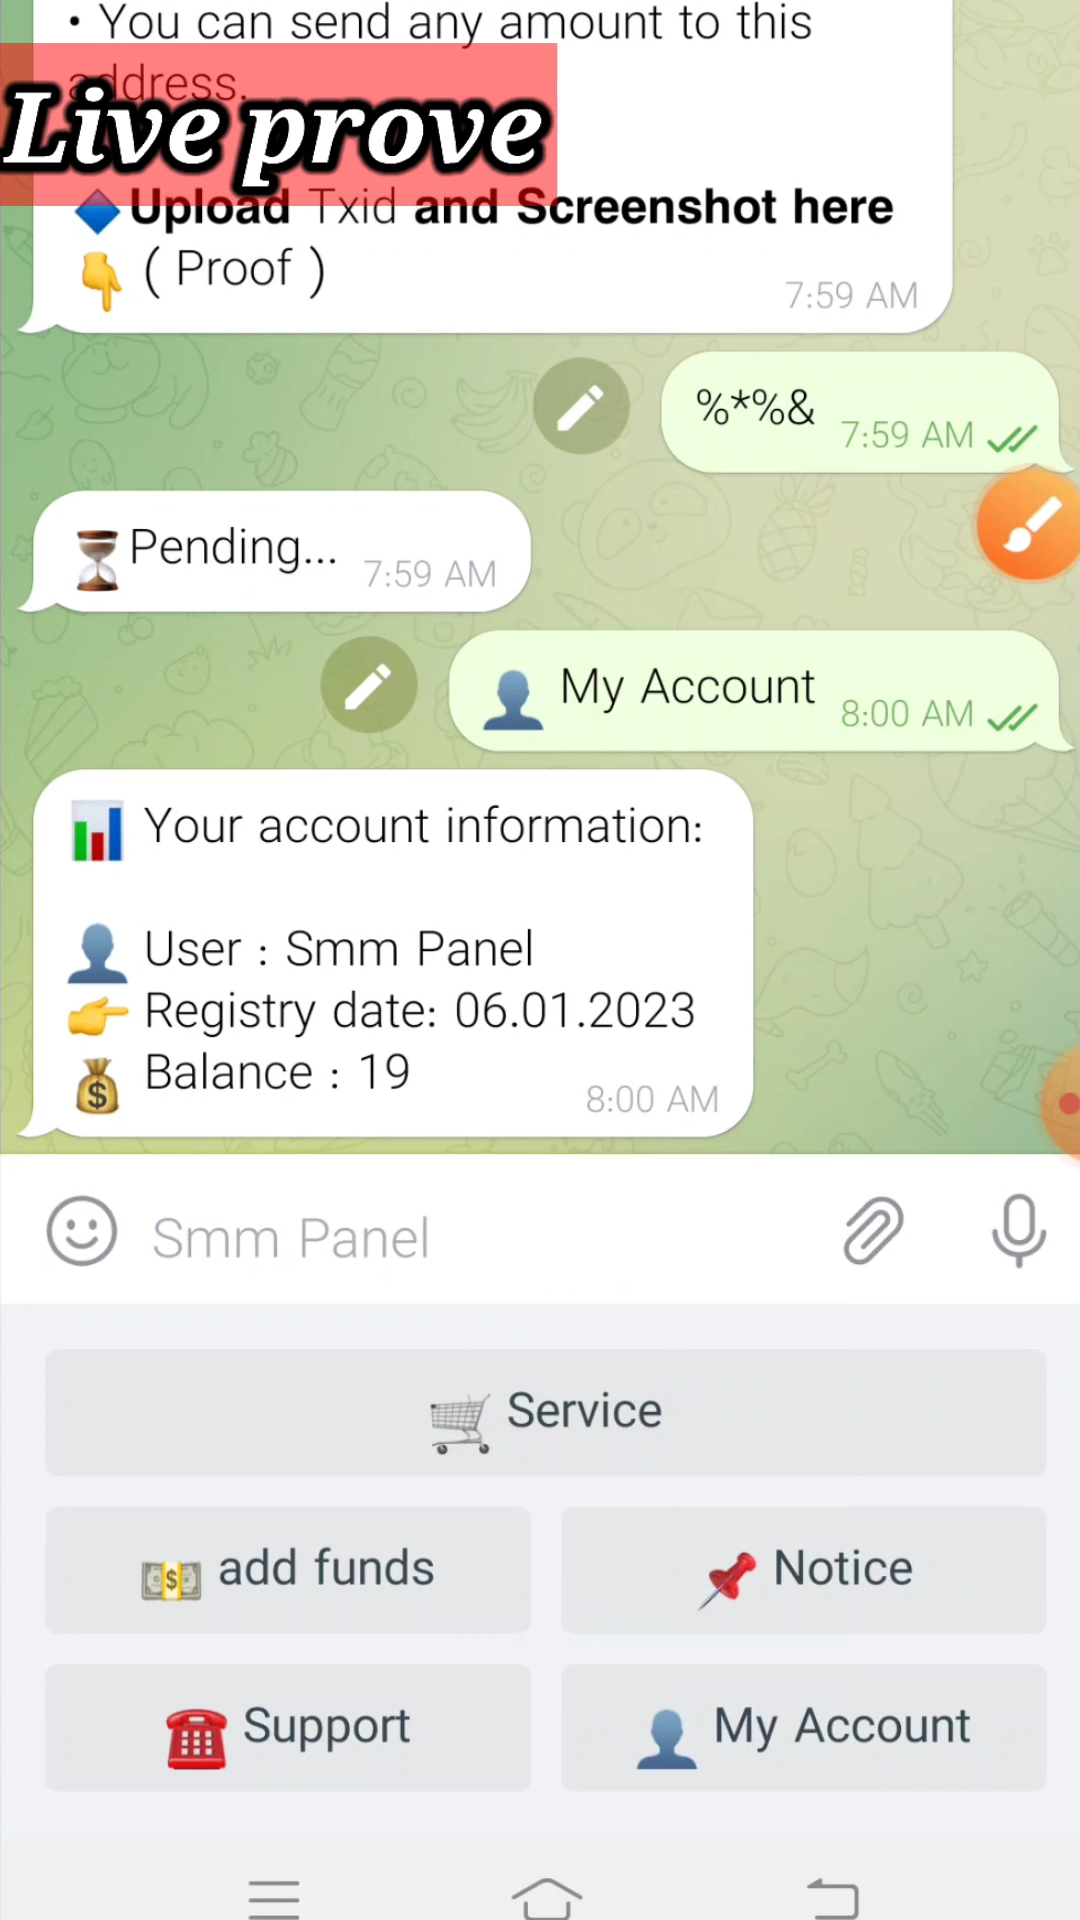 • You can send any amount to this
address.
Live prove
🔷Upload Txid and Screenshot here
👇 ( Proof )
7:59 AM
%*%&
7:59 AM
⏳Pending...
7:59 AM
👤 My Account
8:00 AM
📊 Your account information:
👤 User : Smm Panel
👉 Registry date: 06.01.2023
💰 Balance : 19
8:00 AM
Smm Panel
🛒 Service
💵 add funds
📌 Notice
☎️ Support
👤 My Account